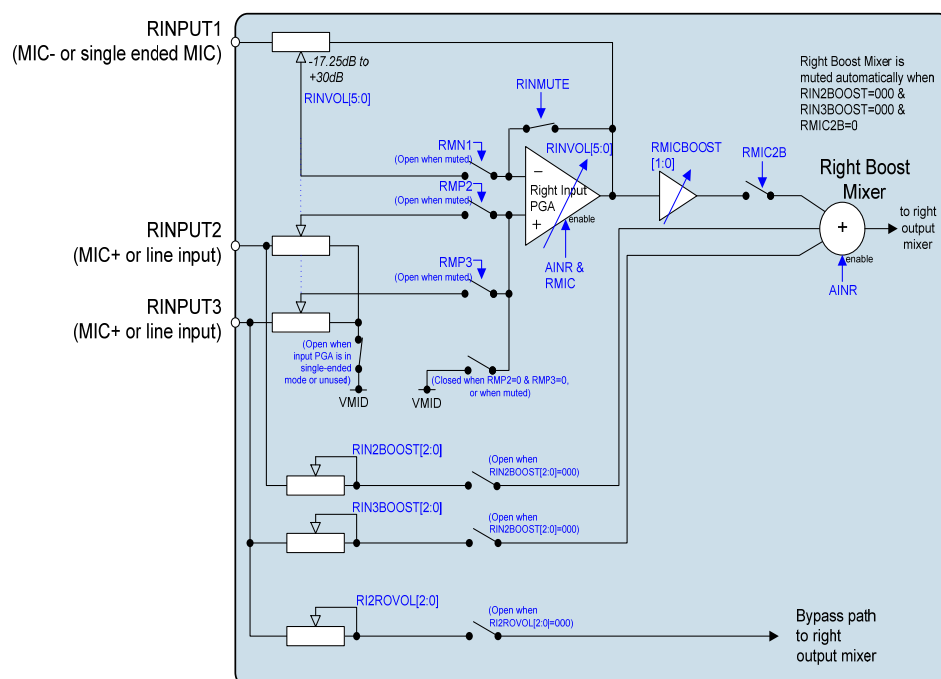 RINPUT1
(MIC- or single ended MIC)
-17.25dB to
+30dB
RINVOL[5:0]
RINMUTE
RMN1
(Open when muted)
RINVOL[5:0]
RMICBOOST
[1:0]
RMIC2B
Right Boost Mixer is
muted automatically when
RIN2BOOST=000 &
RIN3BOOST=000 &
RMIC2B=0
Right Boost
Mixer
RMP2
(Open when muted)
−
Right Input
PGA
+
enable
+
enable
to right
output
mixer
RINPUT2
(MIC+ or line input)
RMP3
(Open when muted)
AINR &
RMIC
AINR
RINPUT3
(MIC+ or line input)
(Open when
input PGA is in
single-ended
mode or unused)
VMID
VMID
(Closed when RMP2=0 & RMP3=0,
or when muted)
RIN2BOOST[2:0]
(Open when
RIN2BOOST[2:0]=000)
RIN3BOOST[2:0]
(Open when
RIN2BOOST[2:0]=000)
RI2ROVOL[2:0]
(Open when
RI2ROVOL[2:0]=000)
Bypass path
to right
output mixer